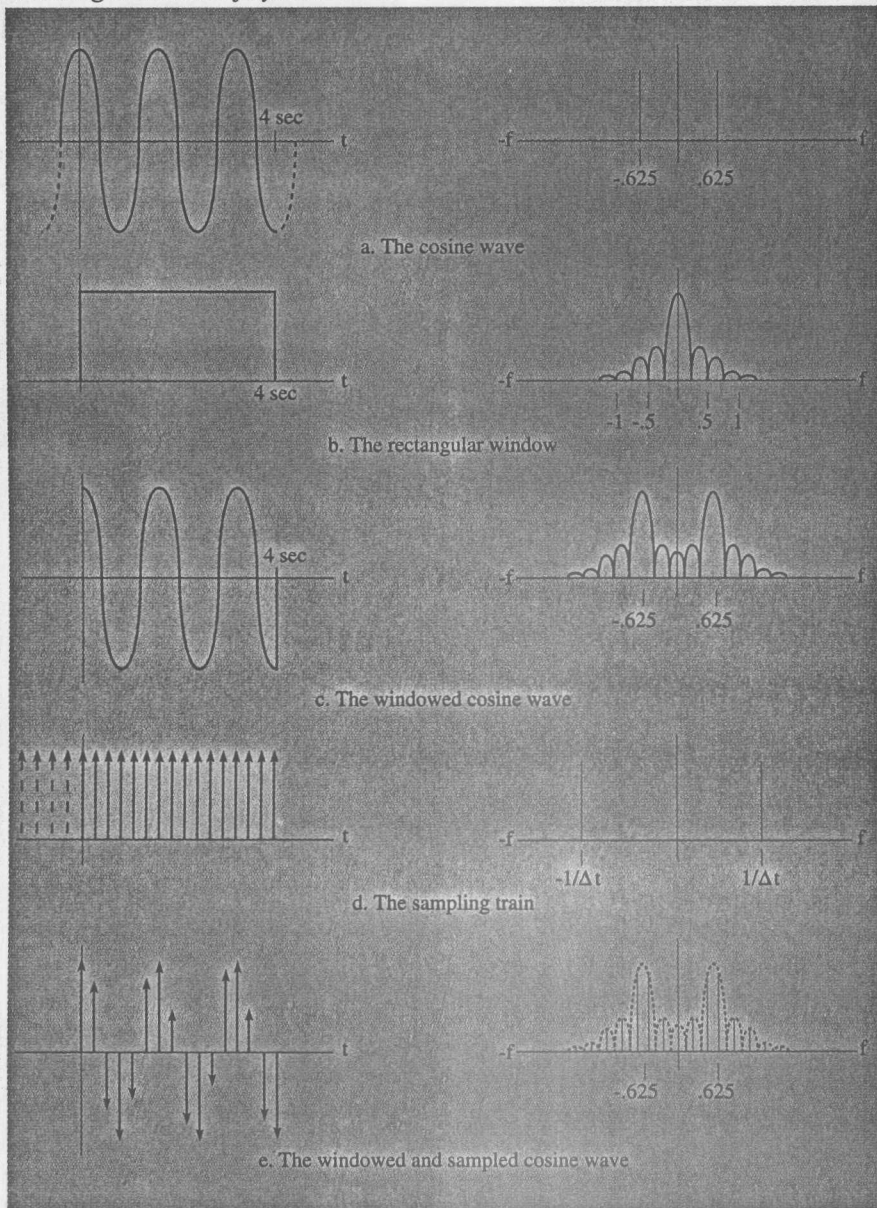 4 sec
t
-f
f
-.625 .625
a. The cosine wave
t
4 sec
-f
f
-1 -.5 .5 .1
b. The rectangular window
4 sec
t
-f
f
-.625 .625
c. The windowed cosine wave
t
-f
f
-1/Δt 1/Δt
d. The sampling train
t
-f
f
-.625 .625
e. The windowed and sampled cosine wave